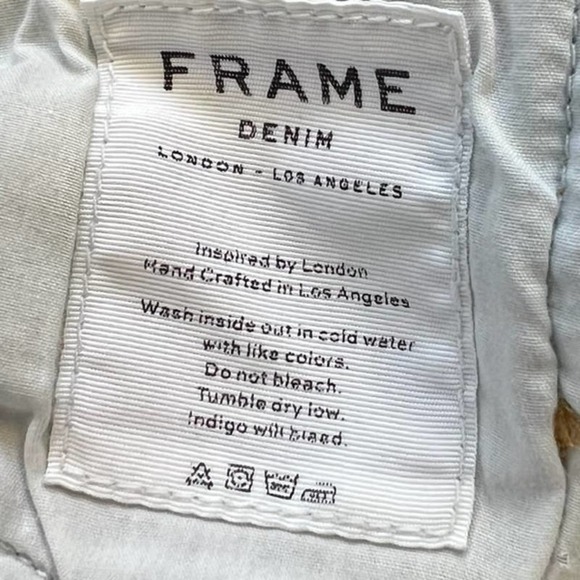 FRAME
DENIM
LONDON - LOS ANGELES
Inspired by London
Hand Crafted in Los Angeles
Wash inside out in cold water
with like colors.
Do not bleach.
Tumble dry low.
Indigo will bleed.